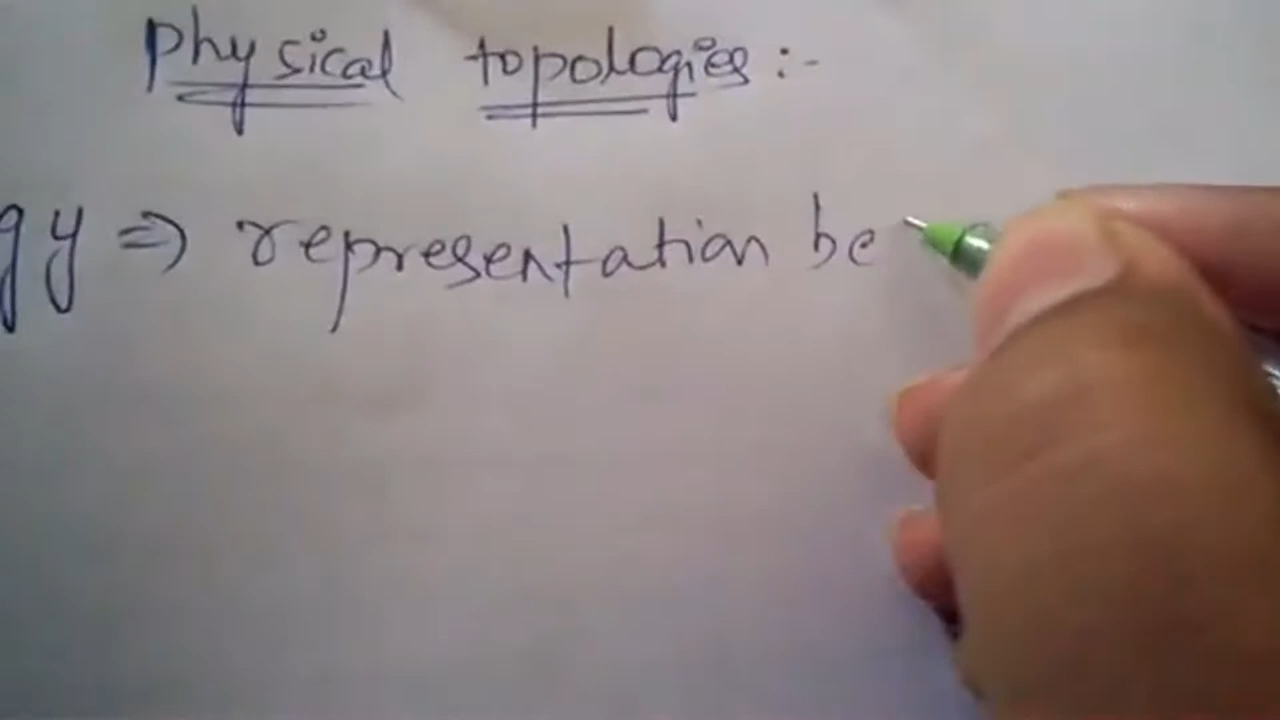 Physical topologies :-
gy ⇒ representation be